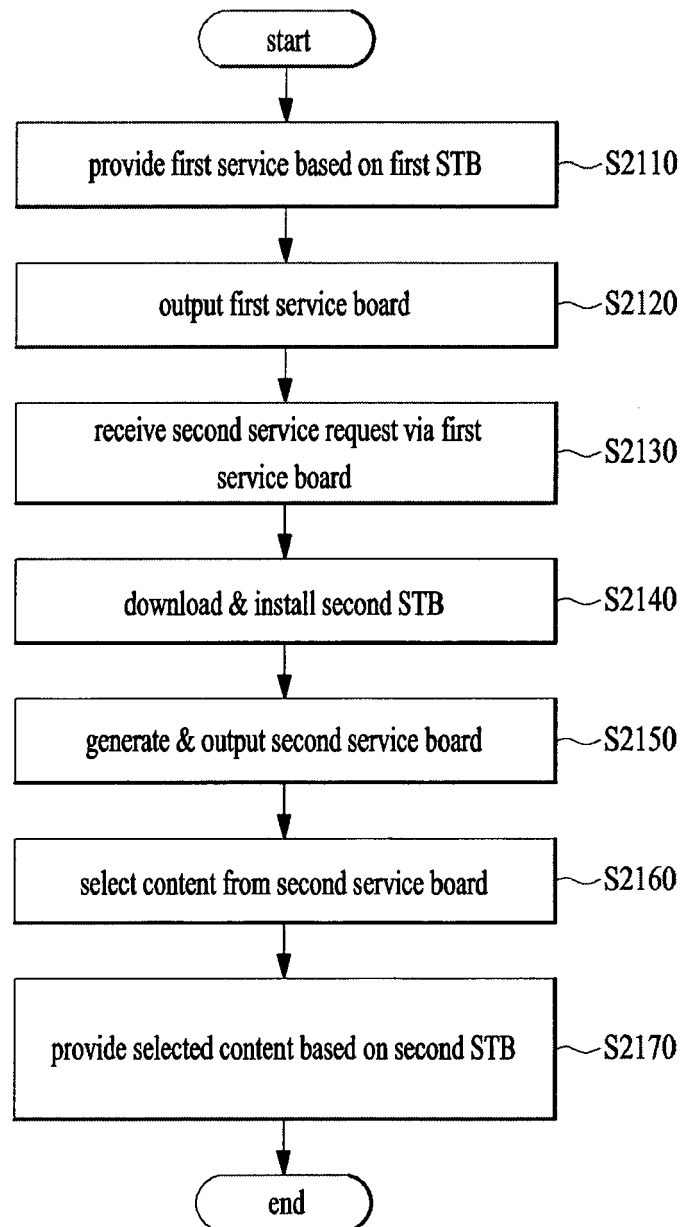 start
provide first service based on first STB
S2110
output first service board
S2120
receive second service request via first
service board
S2130
download & install second STB
S2140
generate & output second service board
S2150
select content from second service board
S2160
provide selected content based on second STB
S2170
end